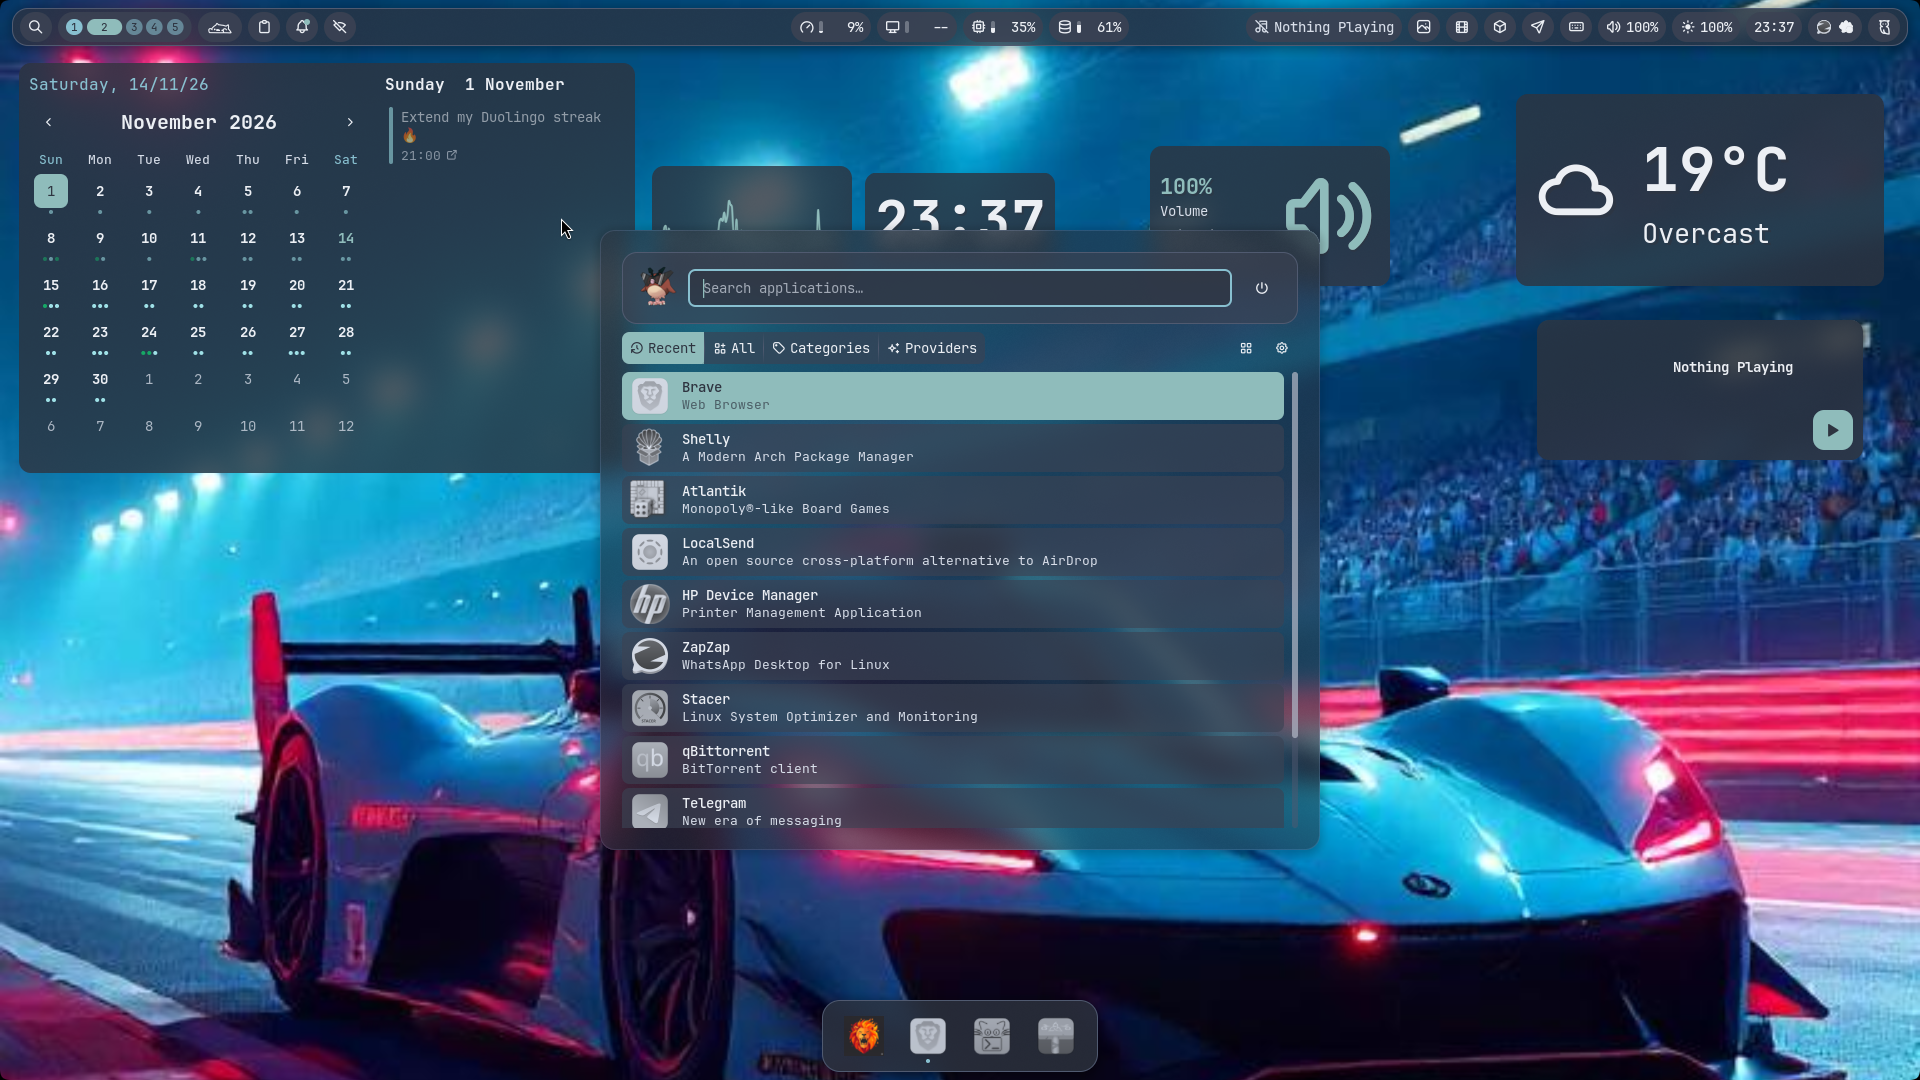 1 2 3 4 5
9% -- 35% 61%
Nothing Playing 100% 100% 23:37
Saturday, 14/11/26
November 2026
Sun Mon Tue Wed Thu Fri Sat
1 2 3 4 5 6 7
8 9 10 11 12 13 14
15 16 17 18 19 20 21
22 23 24 25 26 27 28
29 30 1 2 3 4 5
6 7 8 9 10 11 12
Sunday 1 November
Extend my Duolingo streak
🔥
21:00
23:37
100%
Volume
19°C
Overcast
Nothing Playing
Search applications…
Recent All Categories Providers
Brave
Web Browser
Shelly
A Modern Arch Package Manager
Atlantik
Monopoly®-like Board Games
LocalSend
An open source cross-platform alternative to AirDrop
hp
HP Device Manager
Printer Management Application
ZapZap
WhatsApp Desktop for Linux
Stacer
Linux System Optimizer and Monitoring
qb
qBittorrent
BitTorrent client
Telegram
New era of messaging